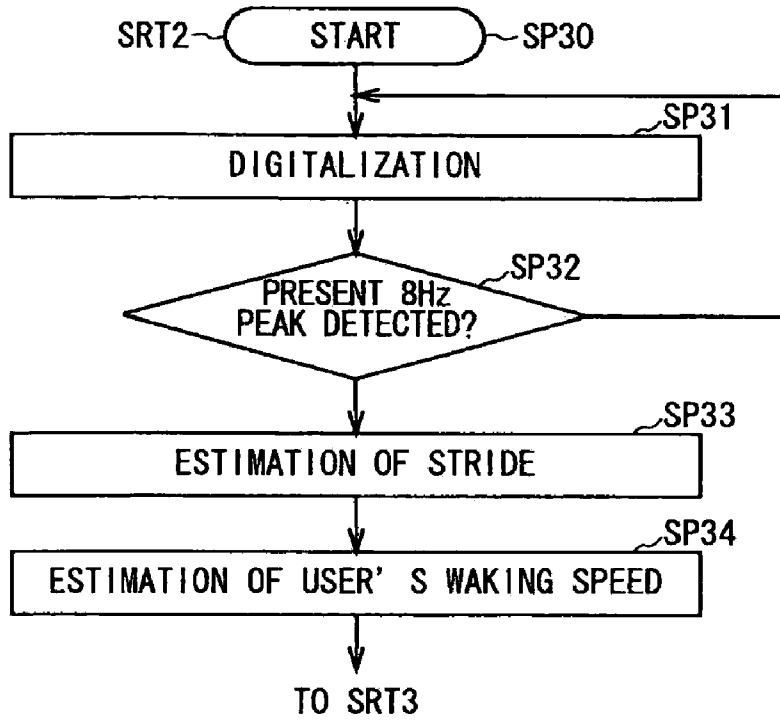 SRT2 START SP30
SP31
DIGITALIZATION
SP32
PRESENT 8Hz
PEAK DETECTED?
SP33
ESTIMATION OF STRIDE
SP34
ESTIMATION OF USER'S WAKING SPEED
TO SRT3